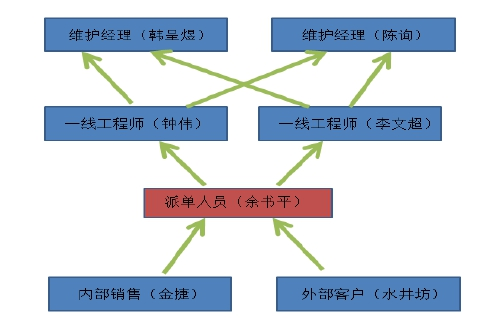 维护经理（韩呈煜）
维护经理（陈询）
一线工程师（钟伟）
一线工程师（李文超）
派单人员（余书平）
内部销售（金捷）
外部客户（水井坊）